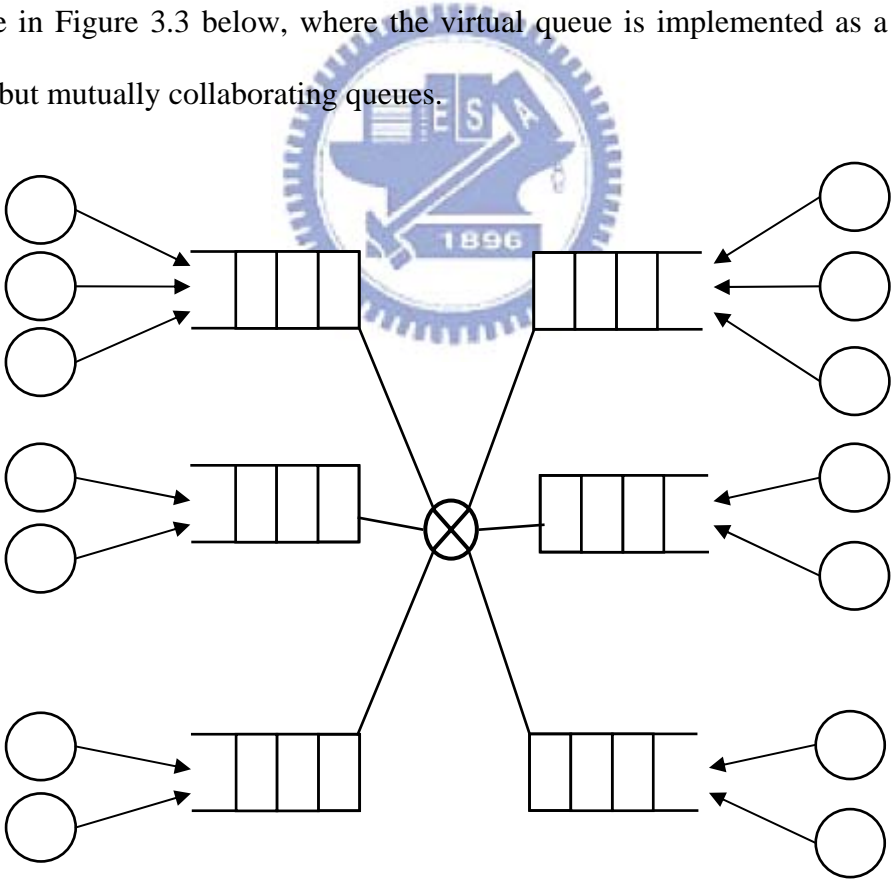 e in Figure 3.3 below, where the virtual queue is implemented as a
but mutually collaborating queues.
E S A
1896